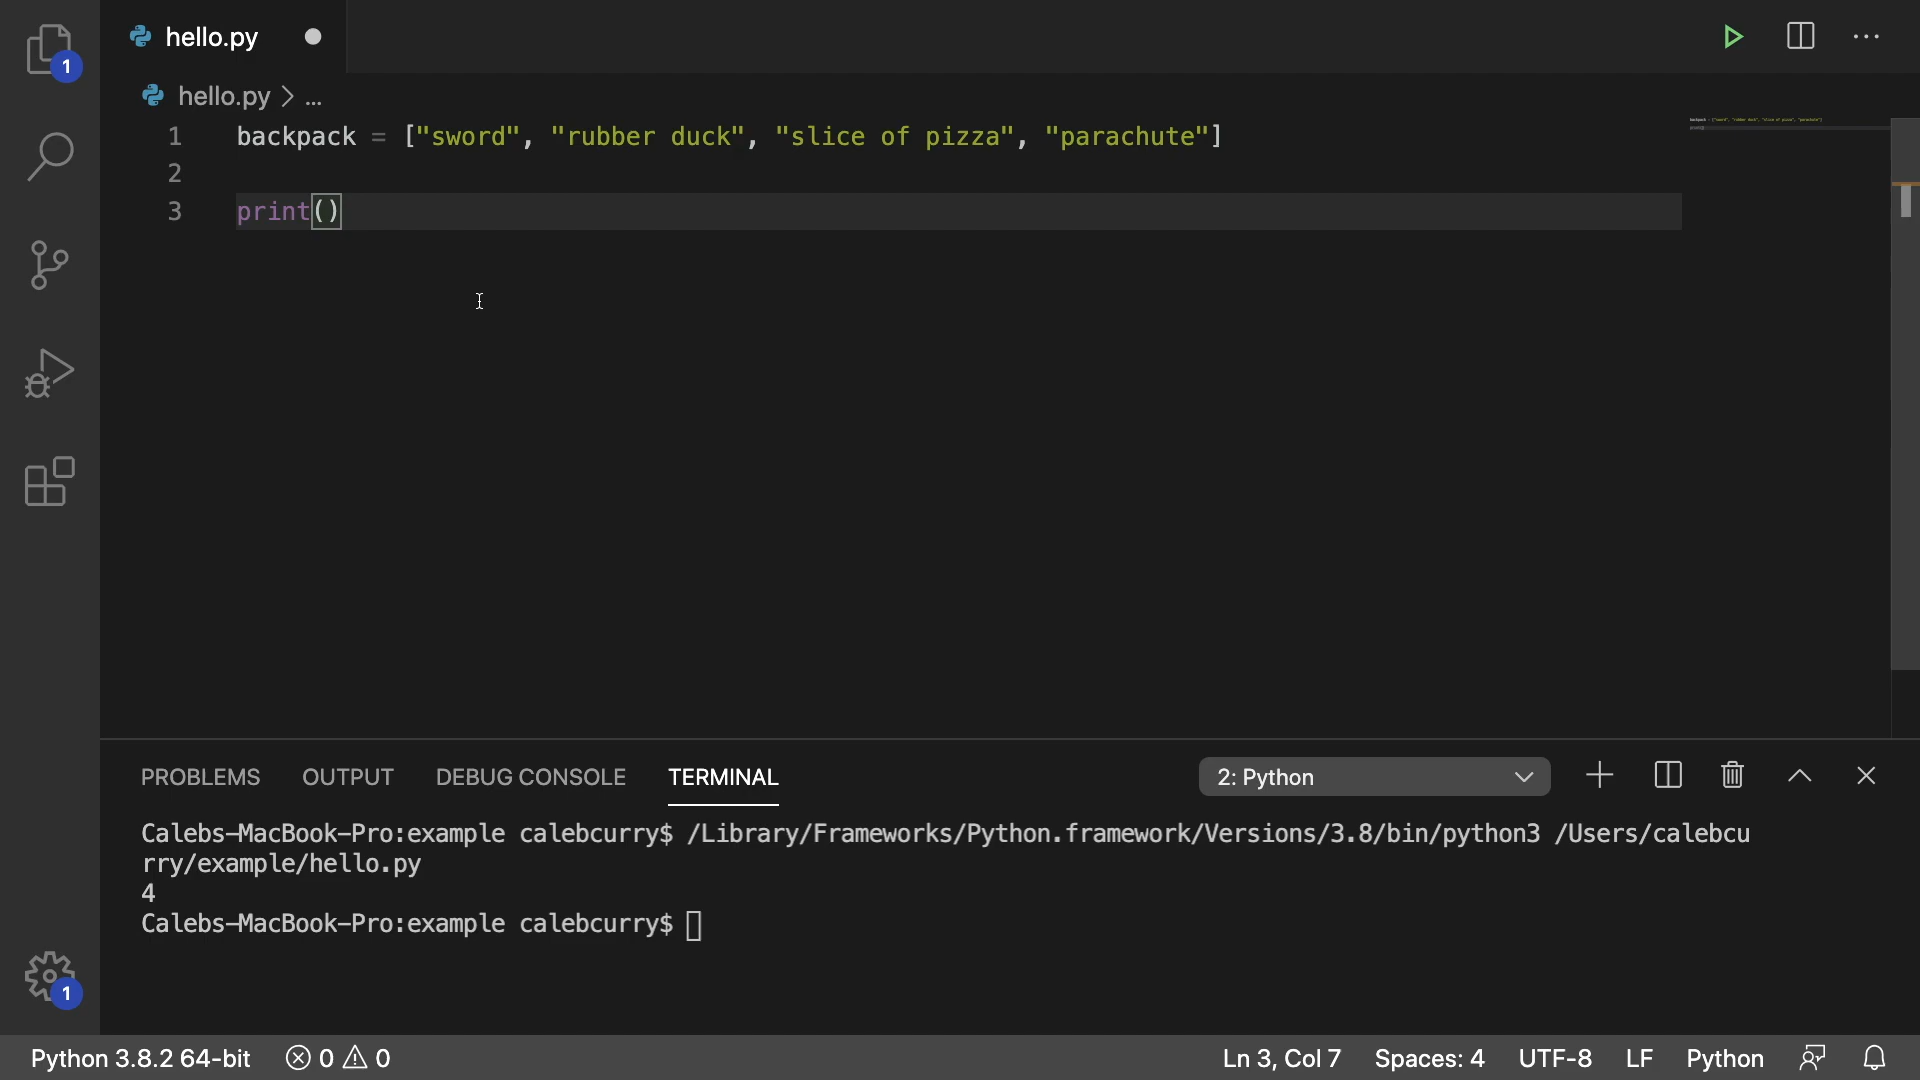 hello.py
hello.py > ...
1 backpack = ["sword", "rubber duck", "slice of pizza", "parachute"]
2
3 print()
PROBLEMS OUTPUT DEBUG CONSOLE TERMINAL 2: Python
Calebs-MacBook-Pro:example calebcurry$ /Library/Frameworks/Python.framework/Versions/3.8/bin/python3 /Users/calebcu
rry/example/hello.py
4
Calebs-MacBook-Pro:example calebcurry$
1
1
Python 3.8.2 64-bit 0 0 Ln 3, Col 7 Spaces: 4 UTF-8 LF Python